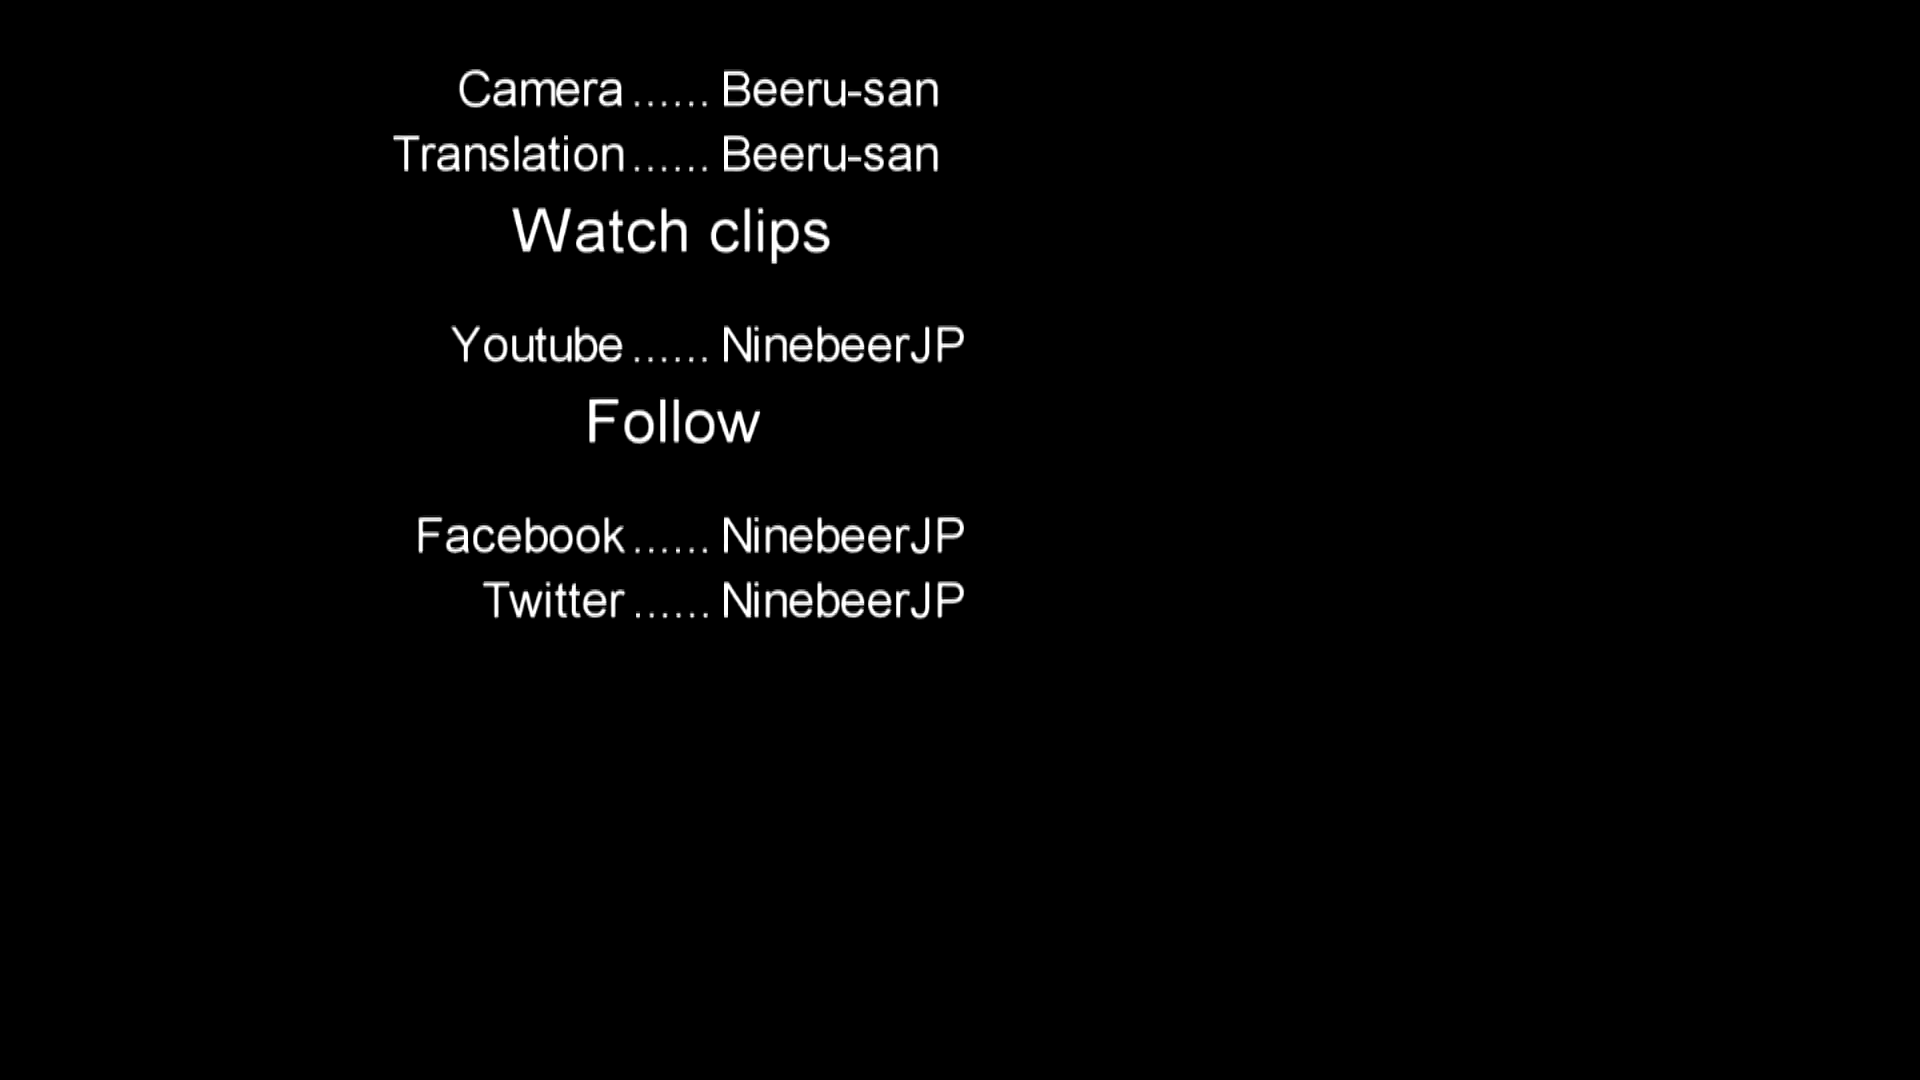 Camera ...... Beeru-san
Translation ...... Beeru-san
Watch clips
Youtube ...... NinebeerJP
Follow
Facebook ...... NinebeerJP
Twitter ...... NinebeerJP